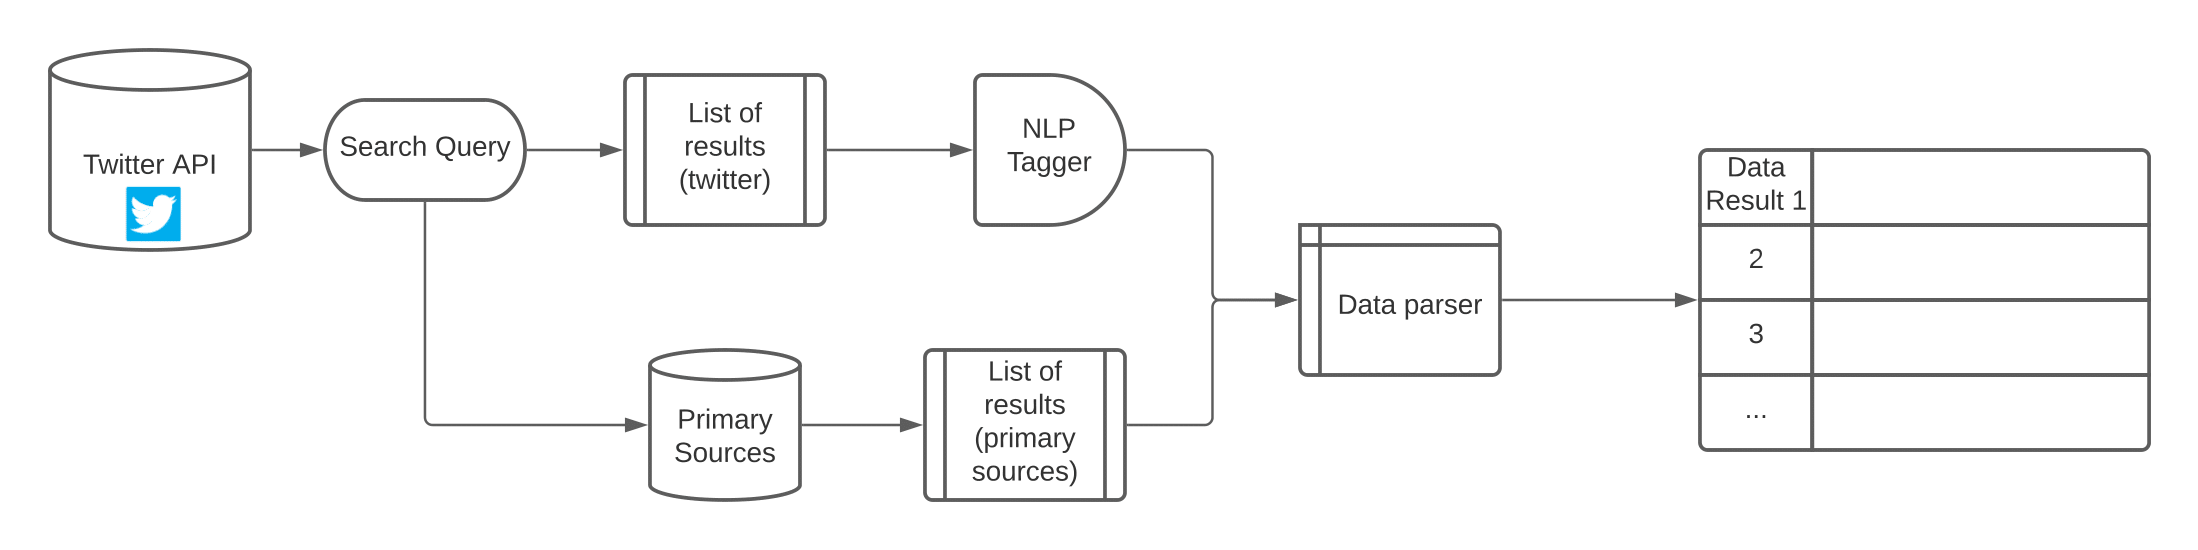 Twitter API
Search Query
List of
results
(twitter)
NLP
Tagger
Primary
Sources
List of
results
(primary
sources)
Data parser
Data
Result 1
2
3
...